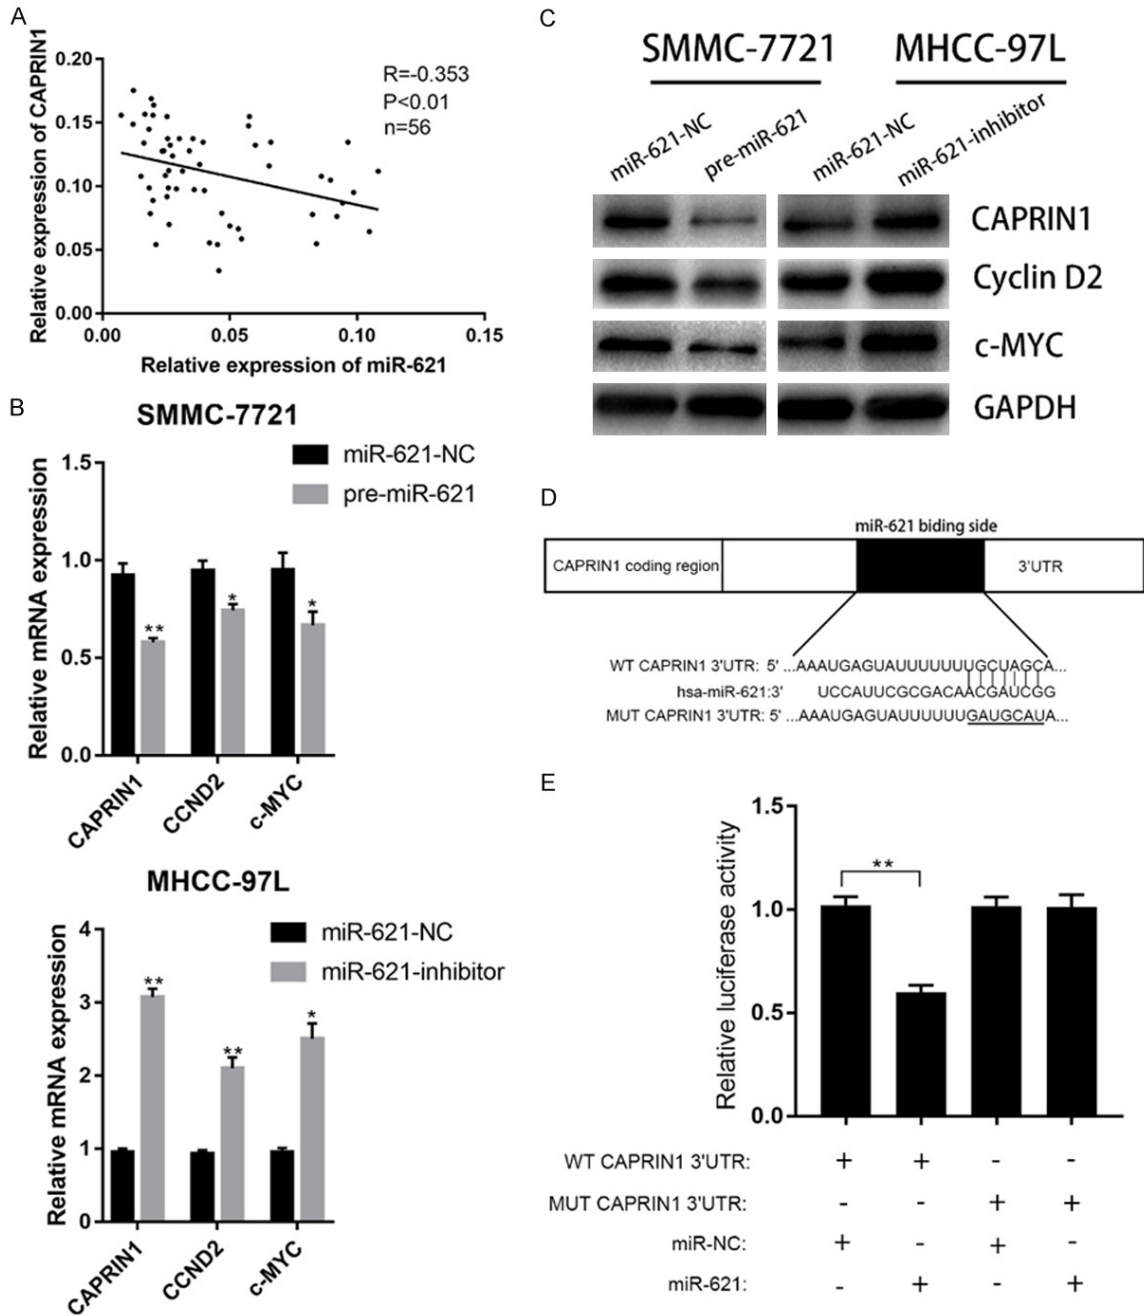 A
Relative expression of CAPRIN1
0.20
0.15
0.10
0.05
0.00
R=-0.353
P<0.01
n=56
0.00 0.05 0.10 0.15
Relative expression of miR-621
B
SMMC-7721
miR-621-NC
pre-miR-621
Relative mRNA expression
1.5
1.0
0.5
0.0
** * *
CAPRIN1 CCND2 c-MYC
MHCC-97L
miR-621-NC
miR-621-inhibitor
Relative mRNA expression
4
3
2
1
0
** ** *
CAPRIN1 CCND2 c-MYC
C
SMMC-7721 MHCC-97L
miR-621-NC pre-miR-621 miR-621-NC miR-621-inhibitor
CAPRIN1
Cyclin D2
c-MYC
GAPDH
D
miR-621 biding side
CAPRIN1 coding region 3'UTR
WT CAPRIN1 3'UTR: 5' ...AAAUGAGUAUUUUUUUGCUAGCA...
hsa-miR-621:3' UCCAUUCGCGACAACGAUCGG
MUT CAPRIN1 3'UTR: 5' ...AAAUGAGUAUUUUUUGAUGCAUA...
E
Relative luciferase activity
1.5
1.0
0.5
0.0
**
WT CAPRIN1 3'UTR: + + - -
MUT CAPRIN1 3'UTR: - - + +
miR-NC: + - + -
miR-621: - + - +